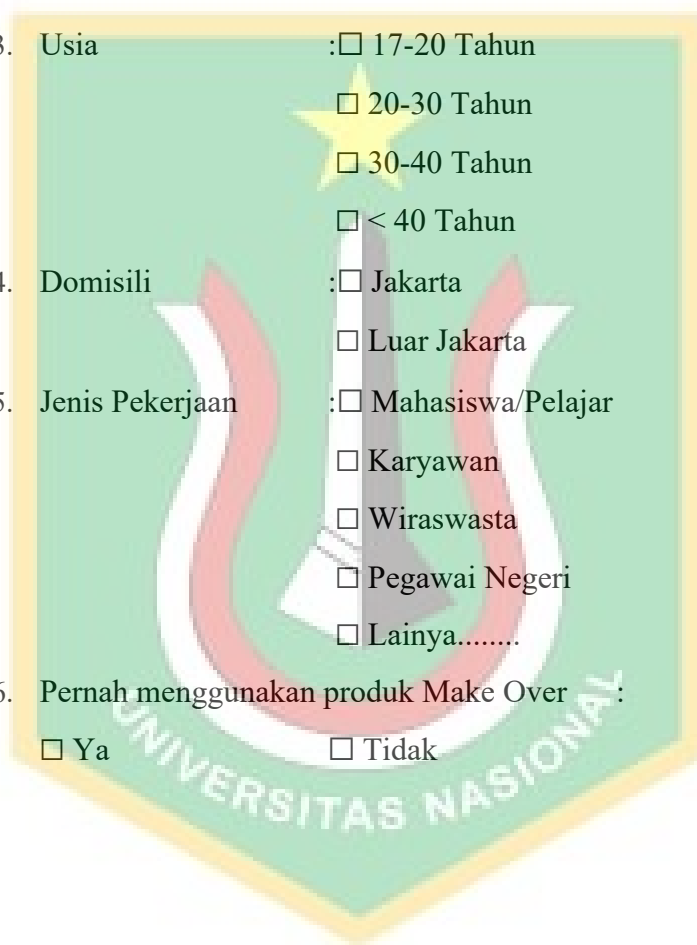 3. Usia :☐ 17-20 Tahun
☐ 20-30 Tahun
☐ 30-40 Tahun
☐ < 40 Tahun
4. Domisili :☐ Jakarta
☐ Luar Jakarta
5. Jenis Pekerjaan :☐ Mahasiswa/Pelajar
☐ Karyawan
☐ Wiraswasta
☐ Pegawai Negeri
☐ Lainya........
6. Pernah menggunakan produk Make Over :
☐ Ya ☐ Tidak
UNIVERSITAS NASIONAL